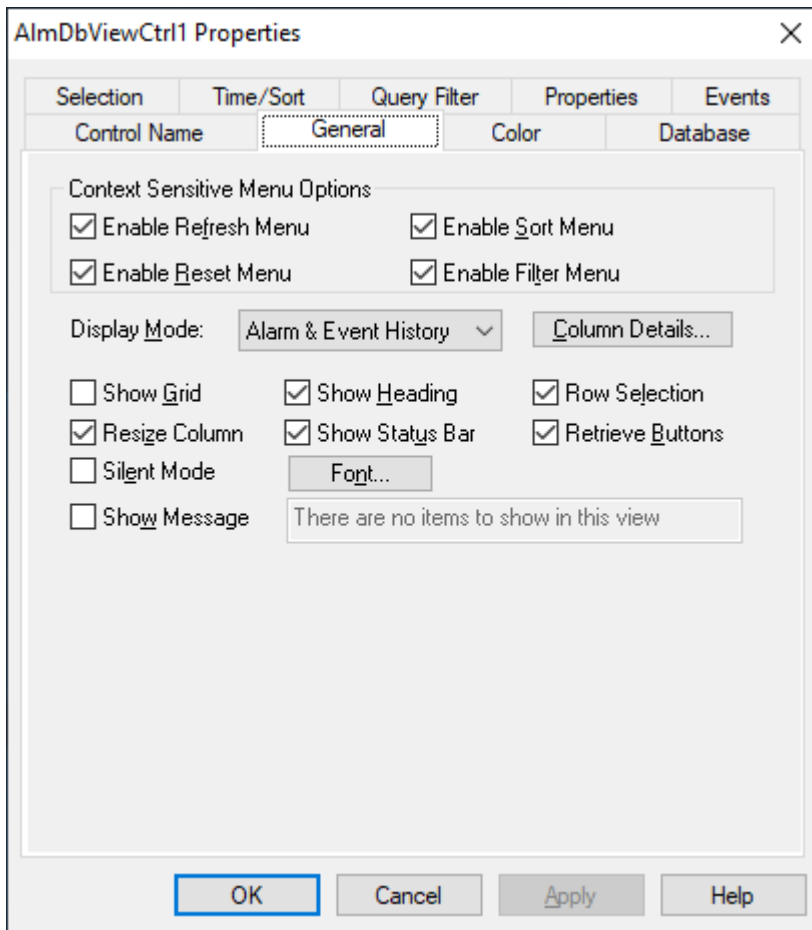 AlmDbViewCtrl1 Properties
Selection Time/Sort Query Filter Properties Events
Control Name General Color Database
Context Sensitive Menu Options
Enable Refresh Menu Enable Sort Menu
Enable Reset Menu Enable Filter Menu
Display Mode: Alarm & Event History Column Details...
Show Grid Show Heading Row Selection
Resize Column Show Status Bar Retrieve Buttons
Silent Mode Font...
Show Message There are no items to show in this view
OK Cancel Apply Help